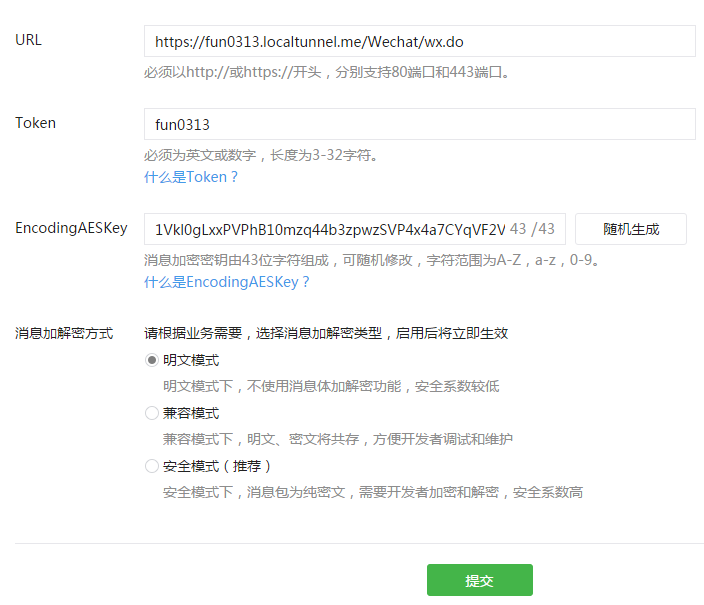 URL
https://fun0313.localtunnel.me/Wechat/wx.do
必须以http://或https://开头，分别支持80端口和443端口。
Token
fun0313
必须为英文或数字，长度为3-32字符。
什么是Token？
EncodingAESKey
1VkI0gLxxPVPhB10mzq44b3zpwzSVP4x4a7CYqVF2V 43 /43
随机生成
消息加密密钥由43位字符组成，可随机修改，字符范围为A-Z，a-z，0-9。
什么是EncodingAESKey？
消息加解密方式
请根据业务需要，选择消息加解密类型，启用后将立即生效
明文模式
明文模式下，不使用消息体加解密功能，安全系数较低
兼容模式
兼容模式下，明文、密文将共存，方便开发者调试和维护
安全模式（推荐）
安全模式下，消息包为纯密文，需要开发者加密和解密，安全系数高
提交